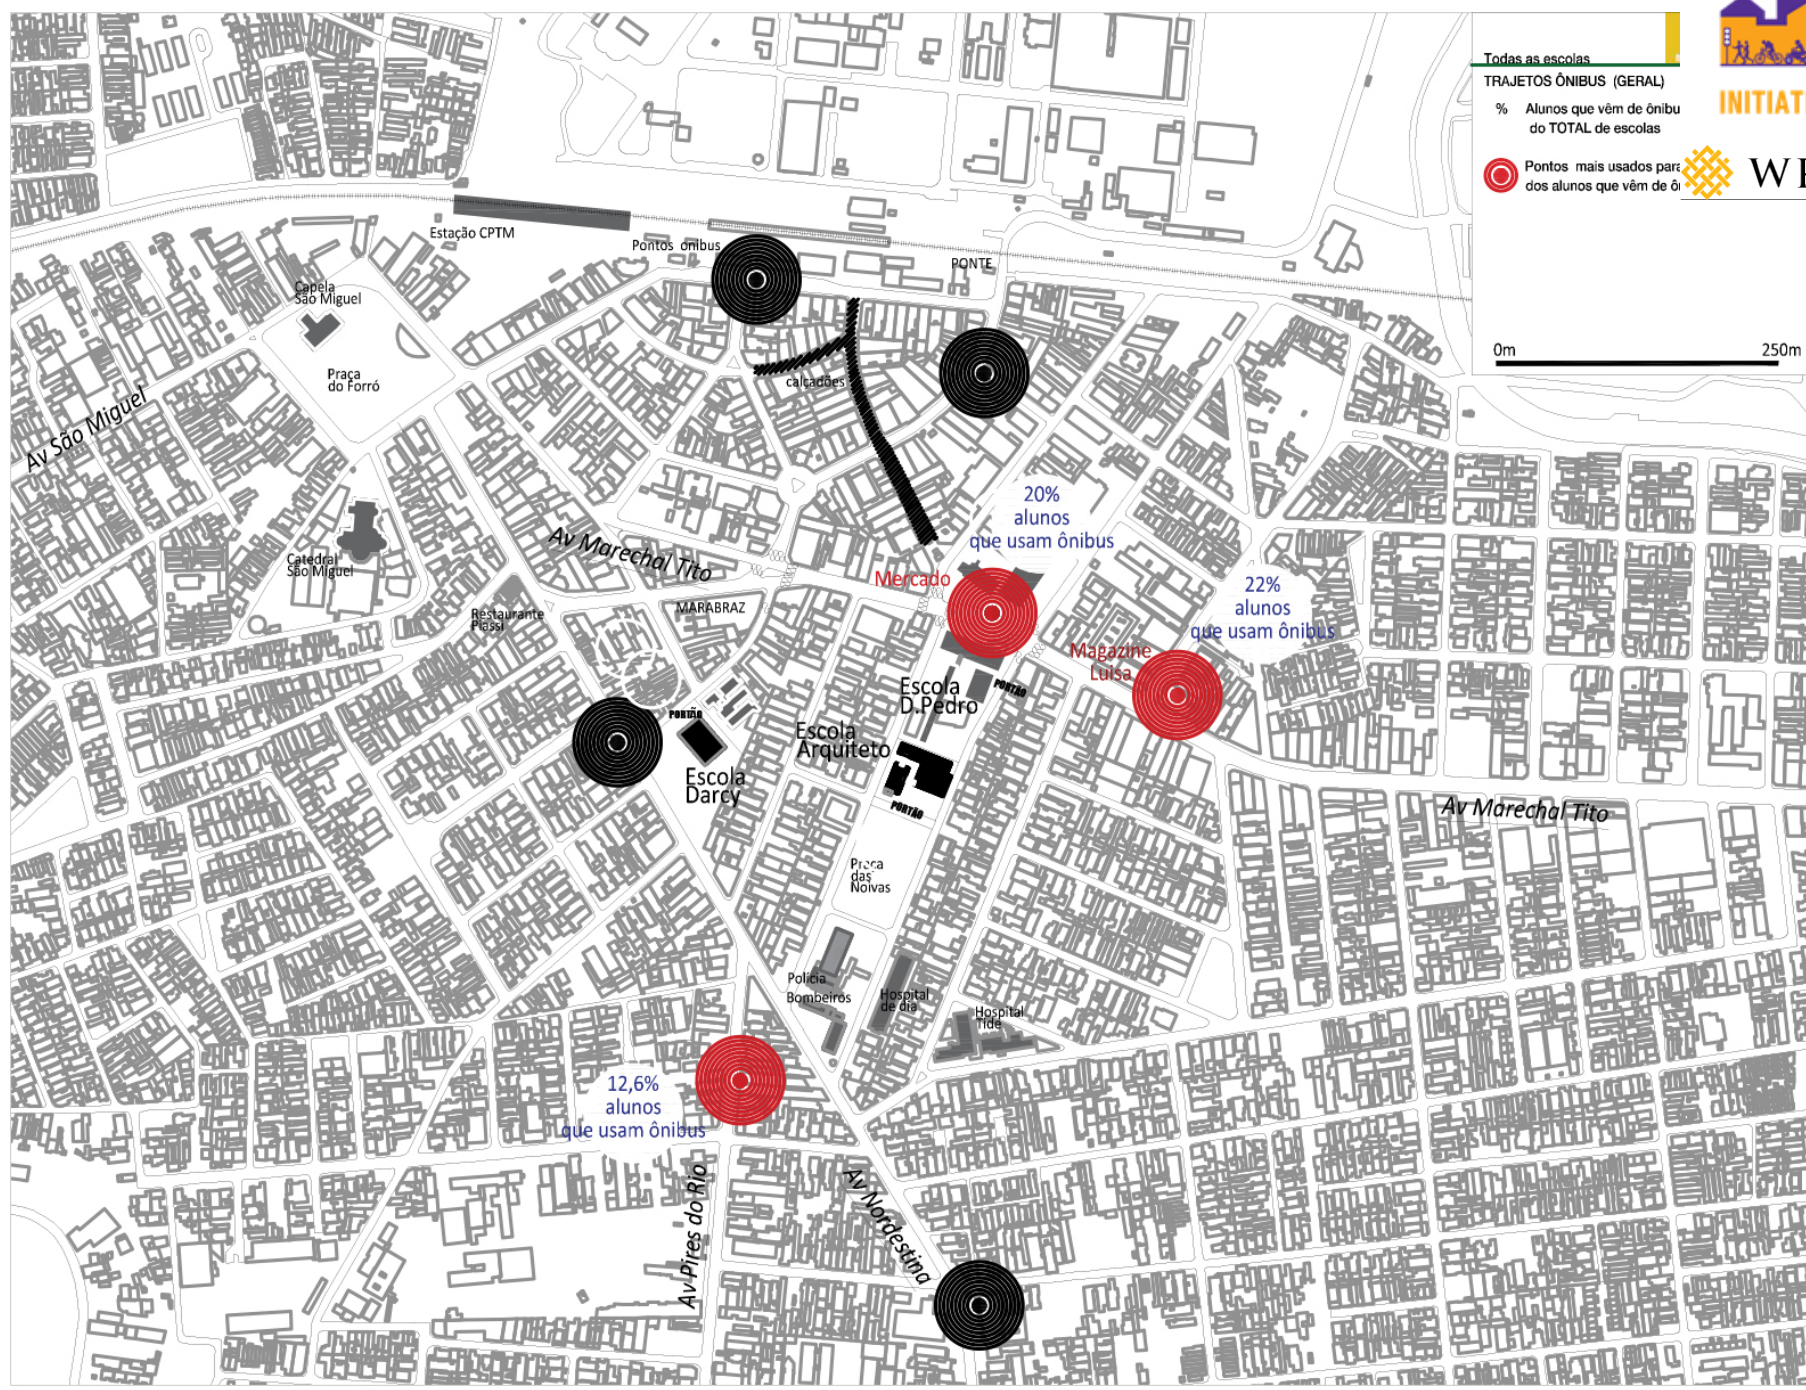 Todas as escolas
TRAJETOS ÔNIBUS (GERAL)
% Alunos que vêm de ônibu
do TOTAL de escolas
Pontos mais usados para
dos alunos que vêm de ô
INITIAT
0m 250m
Estação CPTM
Pontos onibus
PONTE
Capela
São Miguel
Praça
do Forró
calçadões
Av São Miguel
Catedral
São Miguel
Av Marechal Tito
20%
alunos
que usam ônibus
Mercado
22%
alunos
que usam ônibus
Restaurante
Piassi
MARABRAZ
Magazine
Luisa
Escola
D.Pedro
PORTÃO
PORTÃO
Escola
Arquiteto
Escola
Darcy
PORTÃO
Av Marechal Tito
Praça
das
Noivas
Polícia
Bombeiros
Hospital
de dia
Hospital
Tide
12,6%
alunos
que usam ônibus
Av Pires do Rio
Av Nordestina